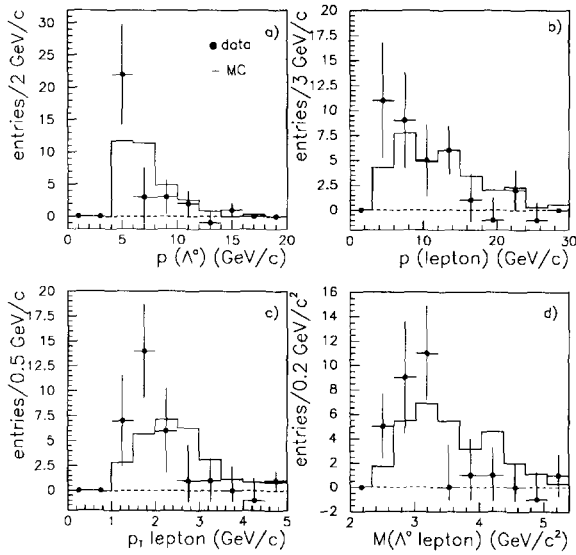 entries/2 GeV/c
30
25
20
15
10
5
0
a)
data
MC
0 5 10 15 20
p (Λ°) (GeV/c)
entries/3 GeV/c
20
17.5
15
12.5
10
7.5
5
2.5
0
b)
0 10 20 30
p (lepton) (GeV/c)
entries/0.5 GeV/c
20
17.5
15
12.5
10
7.5
5
2.5
0
c)
0 1 2 3 4 5
p_T lepton (GeV/c)
entries/0.2 GeV/c²
16
14
12
10
8
6
4
2
0
−2
d)
2 3 4 5
M(Λ° lepton) (GeV/c²)